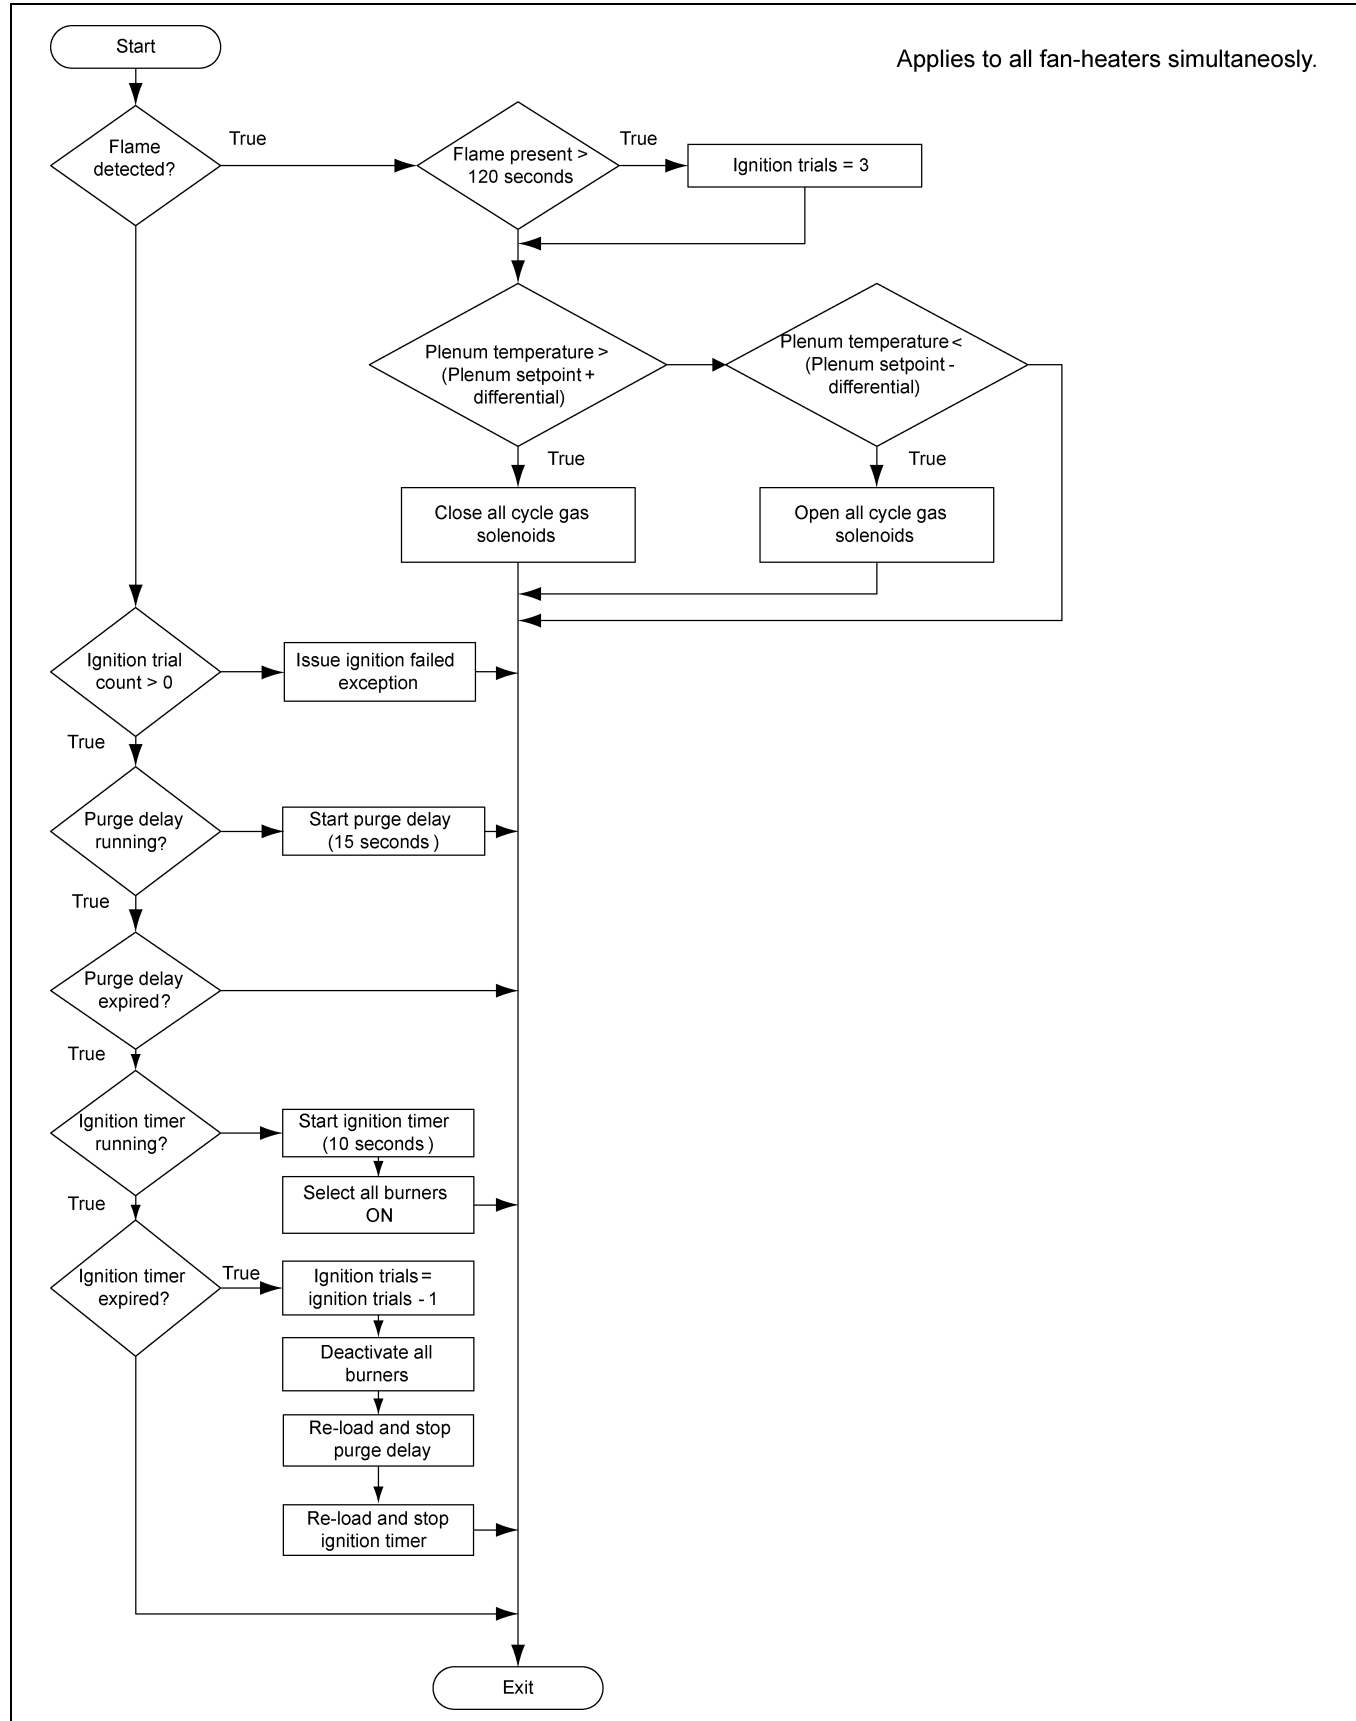 Start
Applies to all fan-heaters simultaneosly.
Flame
detected?
True
Flame present >
120 seconds
True
Ignition trials = 3
Plenum temperature >
(Plenum setpoint +
differential)
Plenum temperature <
(Plenum setpoint -
differential)
True
True
Close all cycle gas
solenoids
Open all cycle gas
solenoids
Ignition trial
count > 0
Issue ignition failed
exception
True
Purge delay
running?
Start purge delay
(15 seconds)
True
Purge delay
expired?
True
Ignition timer
running?
Start ignition timer
(10 seconds)
Select all burners
ON
True
Ignition timer
expired?
True
Ignition trials =
ignition trials - 1
Deactivate all
burners
Re-load and stop
purge delay
Re-load and stop
ignition timer
Exit